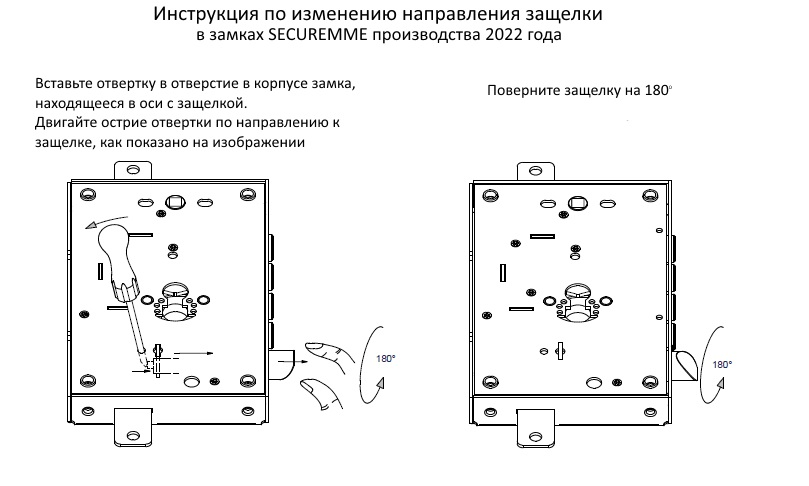 Инструкция по изменению направления защелки
в замках SECUREMME производства 2022 года
Вставьте отвертку в отверстие в корпусе замка,
находящееся в оси с защелкой.
Двигайте острие отвертки по направлению к
защелке, как показано на изображении
Поверните защелку на 180°
180°
180°